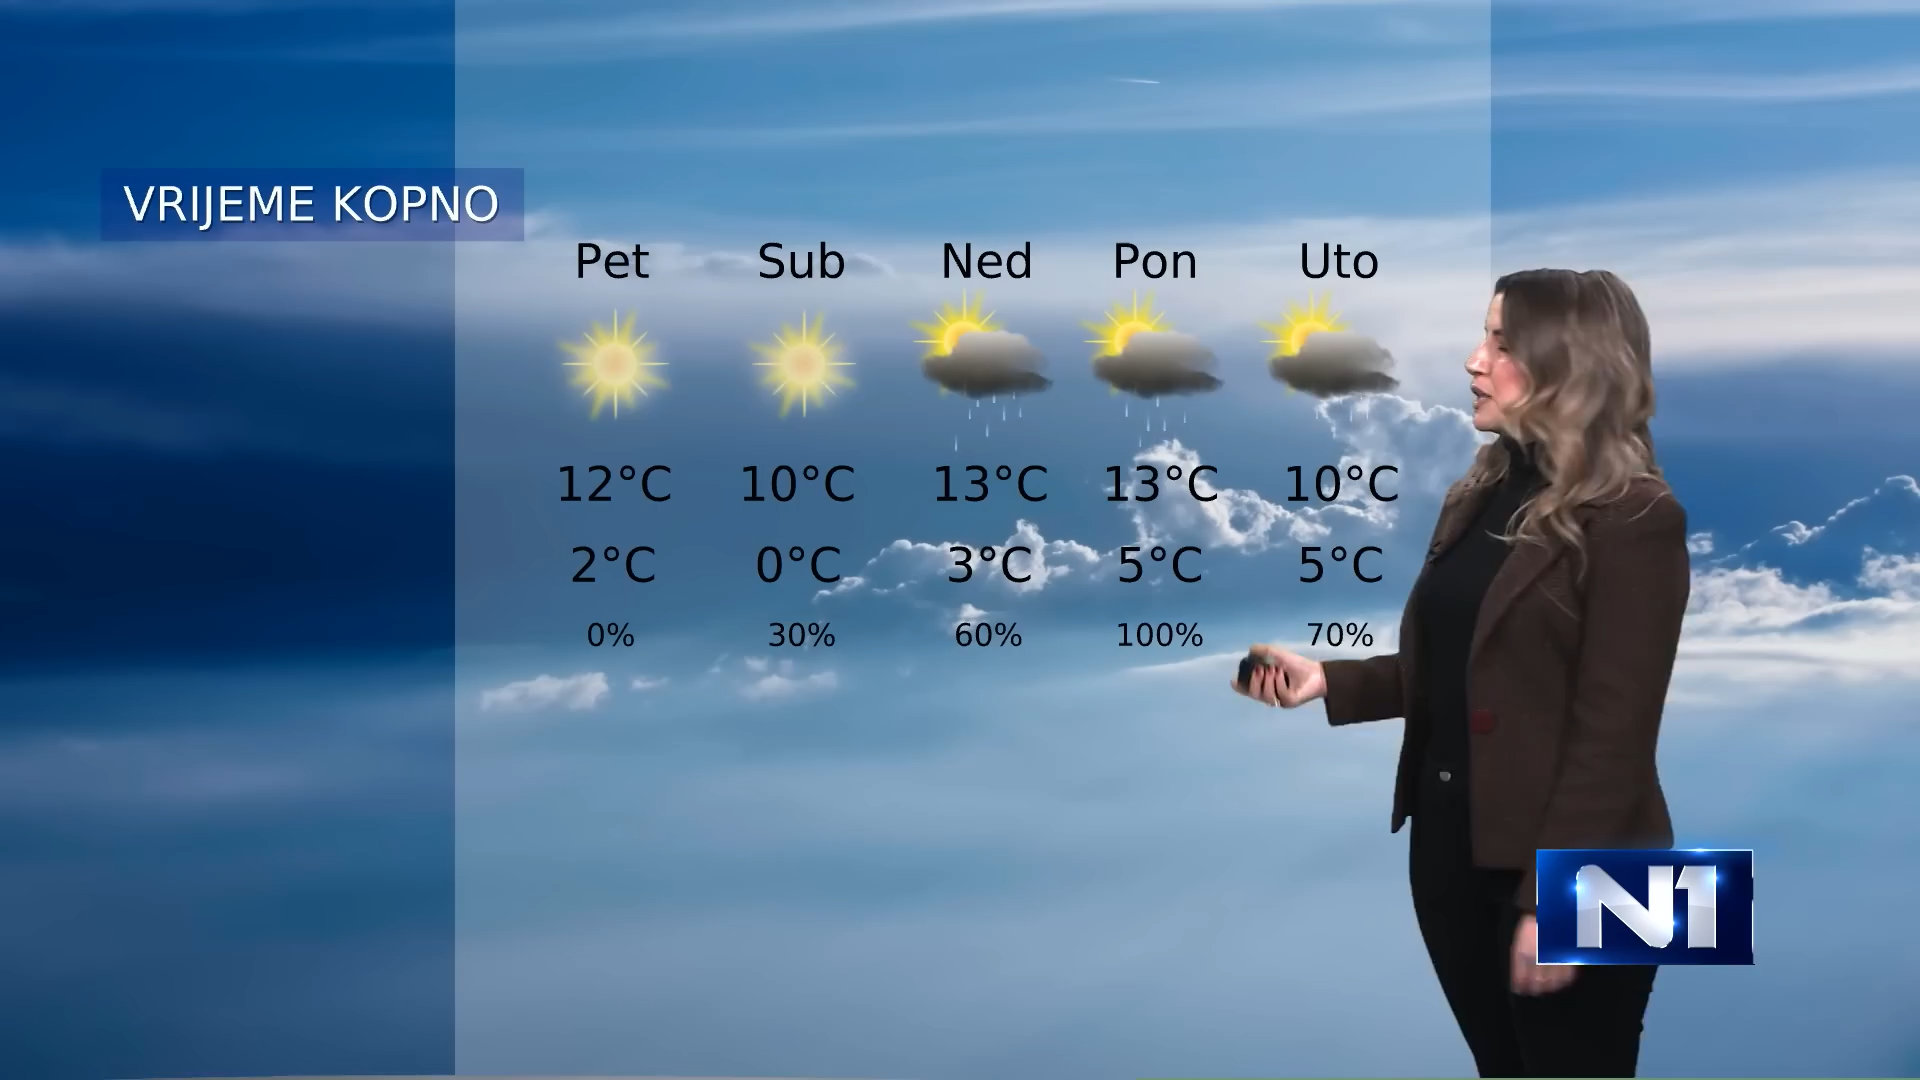 VRIJEME KOPNO
Pet Sub Ned Pon Uto
12°C 10°C 13°C 13°C 10°C
2°C 0°C 3°C 5°C 5°C
0% 30% 60% 100% 70%
N1